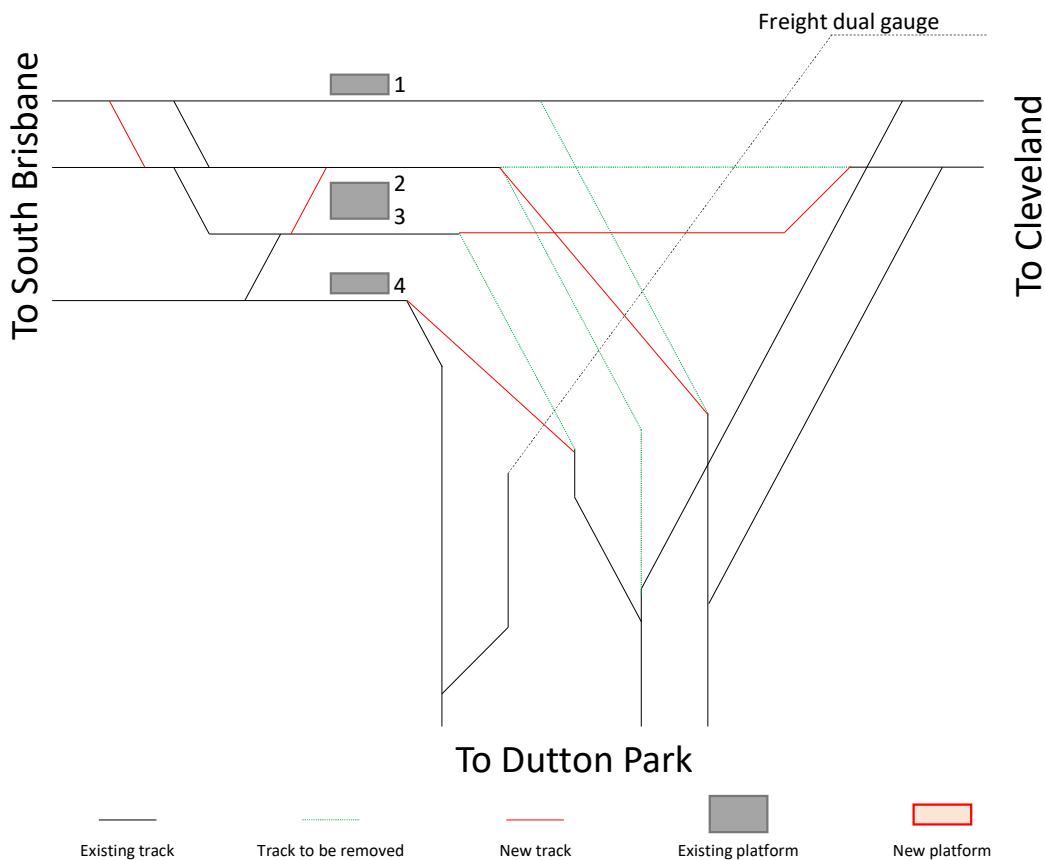 Freight dual gauge
To South Brisbane
1
2
3
4
To Cleveland
To Dutton Park
Existing track
Track to be removed
New track
Existing platform
New platform